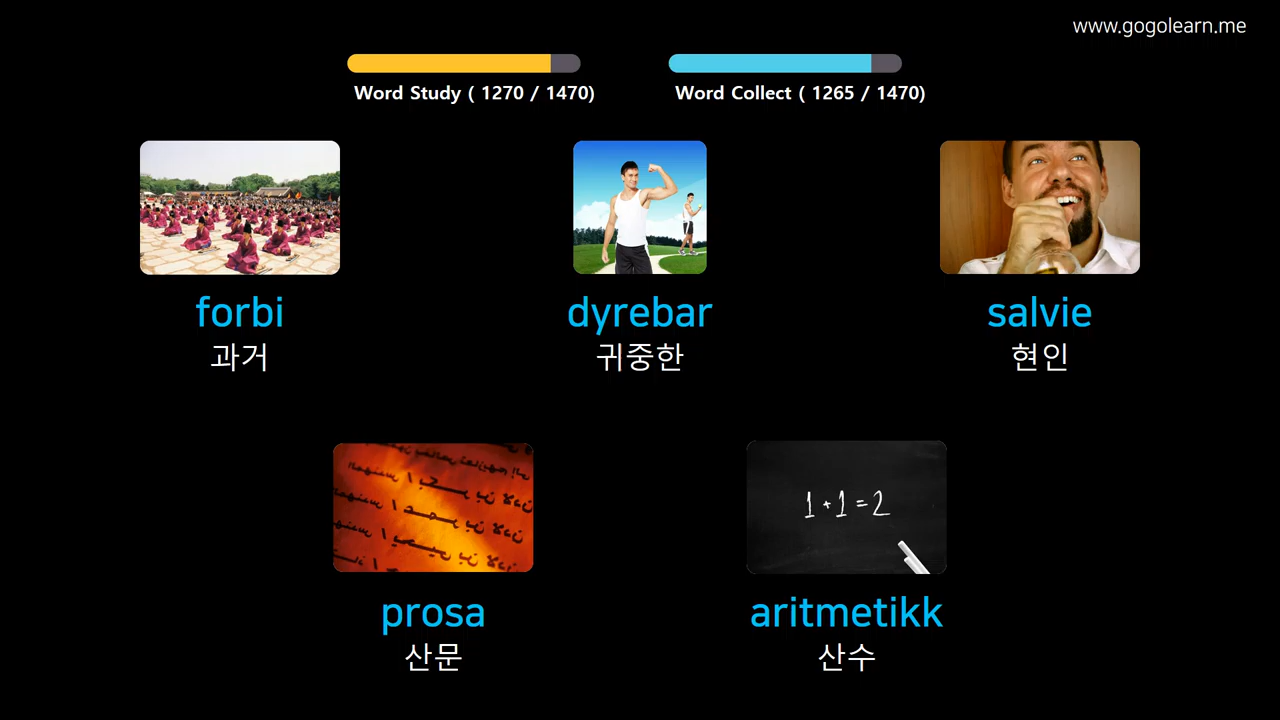 www.gogolearn.me
Word Study ( 1270 / 1470)
Word Collect ( 1265 / 1470)
forbi
과거
dyrebar
귀중한
salvie
현인
1+1=2
prosa
산문
aritmetikk
산수